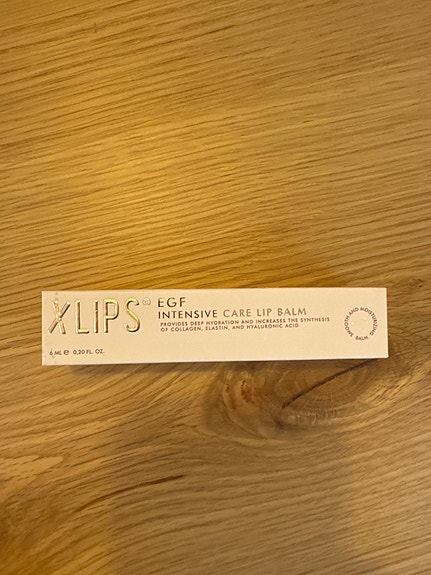 XLIPS
EGF
INTENSIVE CARE LIP BALM
PROVIDES DEEP HYDRATION AND INCREASES THE SYNTHESIS
OF COLLAGEN, ELASTIN, AND HYALURONIC ACID
6 ML ℮ 0,20 FL. OZ.
SMOOTH AND MOISTURIZING
BALM